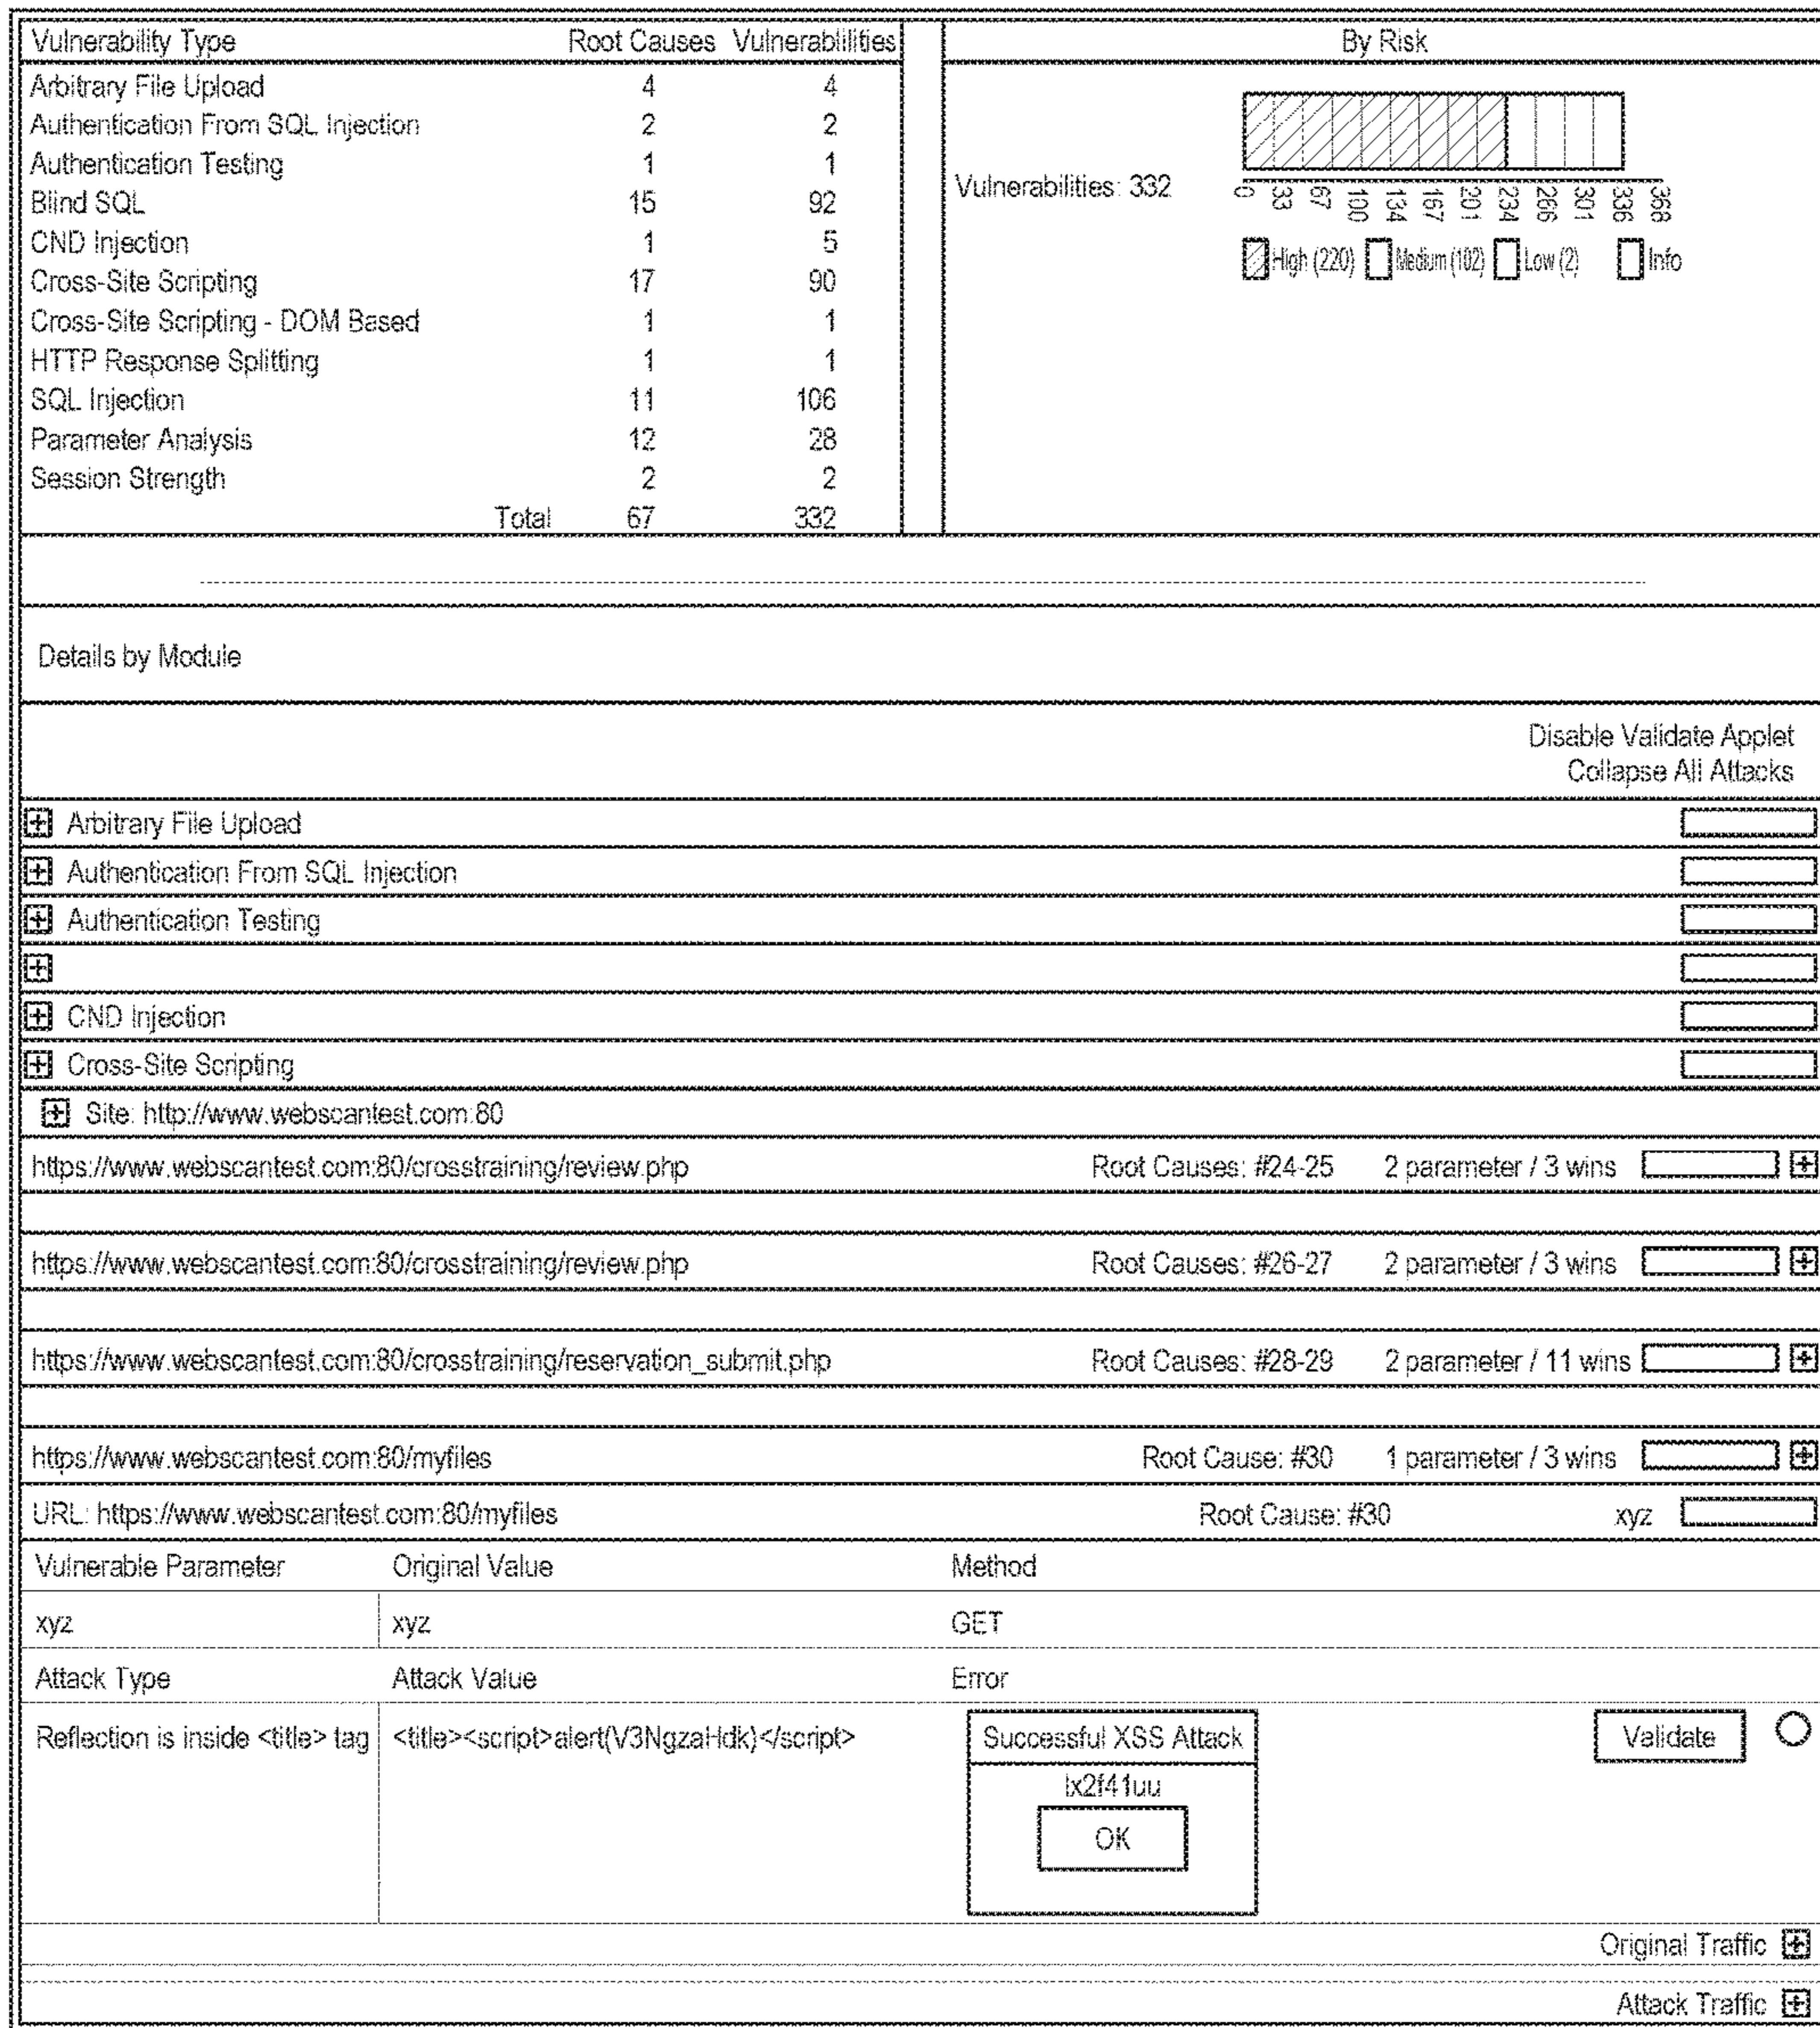 Vulnerability Type Root Causes Vulnerablilities
Arbitrary File Upload 4 4
Authentication From SQL Injection 2 2
Authentication Testing 1 1
Blind SQL 15 92
CND Injection 1 5
Cross-Site Scripting 17 90
Cross-Site Scripting - DOM Based 1 1
HTTP Response Splitting 1 1
SQL Injection 11 106
Parameter Analysis 12 28
Session Strength 2 2
Total 67 332
By Risk
Vulnerabilities: 332
0 33 67 100 134 167 201 234 266 301 336 368
High (220) Medium (102) Low (2) Info
Details by Module
Disable Validate Applet
Collapse All Attacks
Arbitrary File Upload
Authentication From SQL Injection
Authentication Testing
CND Injection
Cross-Site Scripting
Site: http://www.webscantest.com:80
https://www.webscantest.com:80/crosstraining/review.php Root Causes: #24-25 2 parameter / 3 wins
https://www.webscantest.com:80/crosstraining/review.php Root Causes: #26-27 2 parameter / 3 wins
https://www.webscantest.com:80/crosstraining/reservation_submit.php Root Causes: #28-29 2 parameter / 11 wins
https://www.webscantest.com:80/myfiles Root Cause: #30 1 parameter / 3 wins
URL: https://www.webscantest.com:80/myfiles Root Cause: #30 xyz
Vulnerable Parameter Original Value Method
xyz xyz GET
Attack Type Attack Value Error
Reflection is inside <title> tag <title><script>alert(V3NgzaHdk)</script> Successful XSS Attack Validate
lx2f41uu
OK
Original Traffic
Attack Traffic